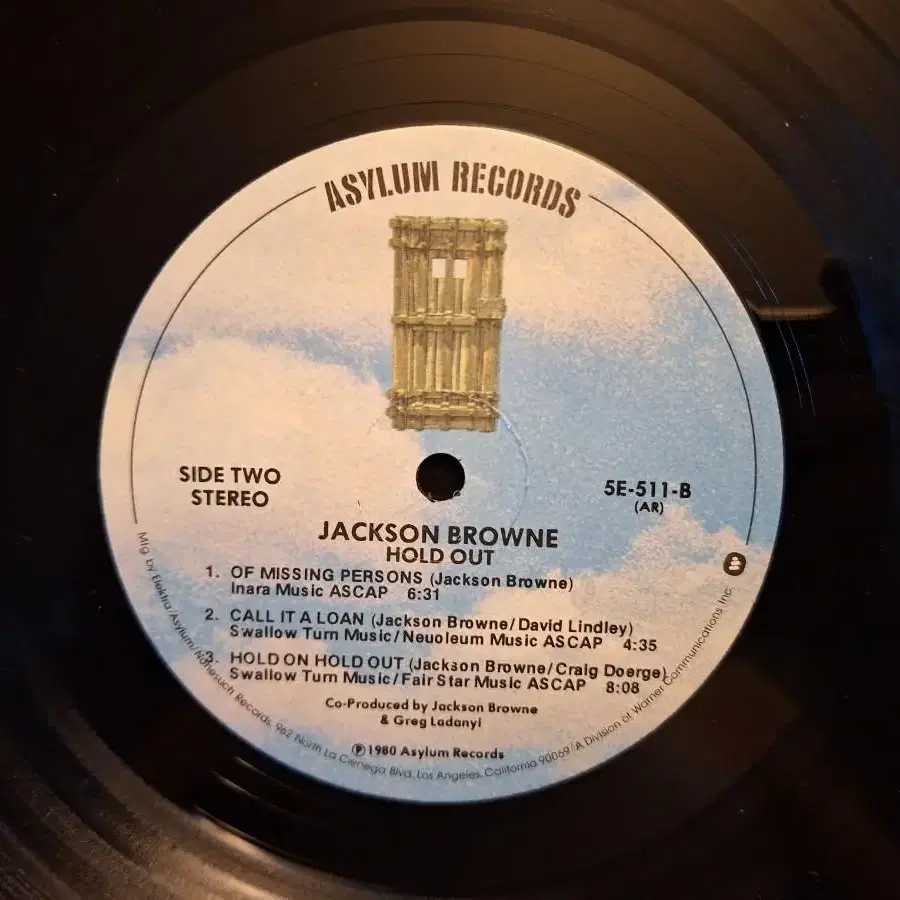 ASYLUM RECORDS
SIDE TWO
STEREO
5E-511-B
(AR)
JACKSON BROWNE
HOLD OUT
1. OF MISSING PERSONS (Jackson Browne)
Inara Music ASCAP 6:31
2. CALL IT A LOAN (Jackson Browne/David Lindley)
Swallow Turn Music/Neuoleum Music ASCAP 4:35
3. HOLD ON HOLD OUT (Jackson Browne/Craig Doerge)
Swallow Turn Music/Fair Star Music ASCAP 8:08
Co-Produced by Jackson Browne
& Greg Ladanyi
℗1980 Asylum Records
Mfg. by Elektra/Asylum/Nonesuch Records, 962 North La Cienega Blvd, Los Angeles, California 90069/A Division of Warner Communications Inc.